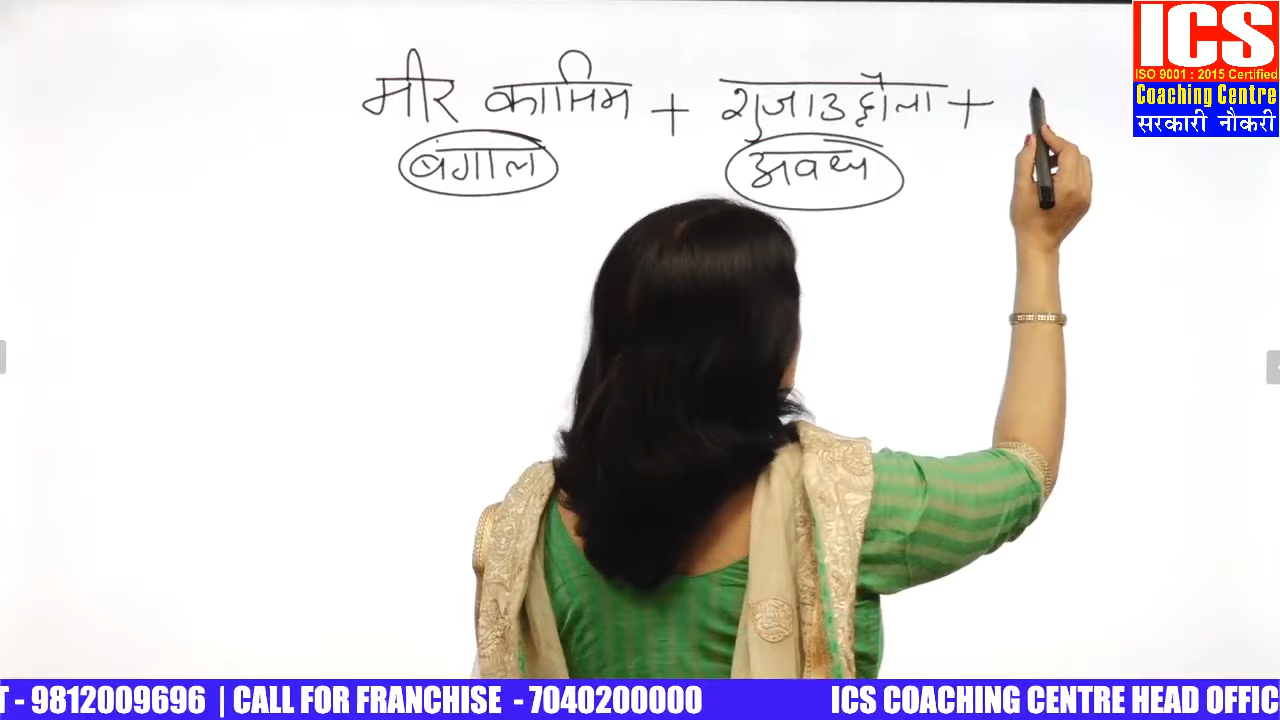 मीर कासिम + शुजाउद्दौला +
बंगाल अवध
ICS
ISO 9001 : 2015 Certified
Coaching Centre
सरकारी नौकरी
T - 9812009696 | CALL FOR FRANCHISE - 7040200000 ICS COACHING CENTRE HEAD OFFIC